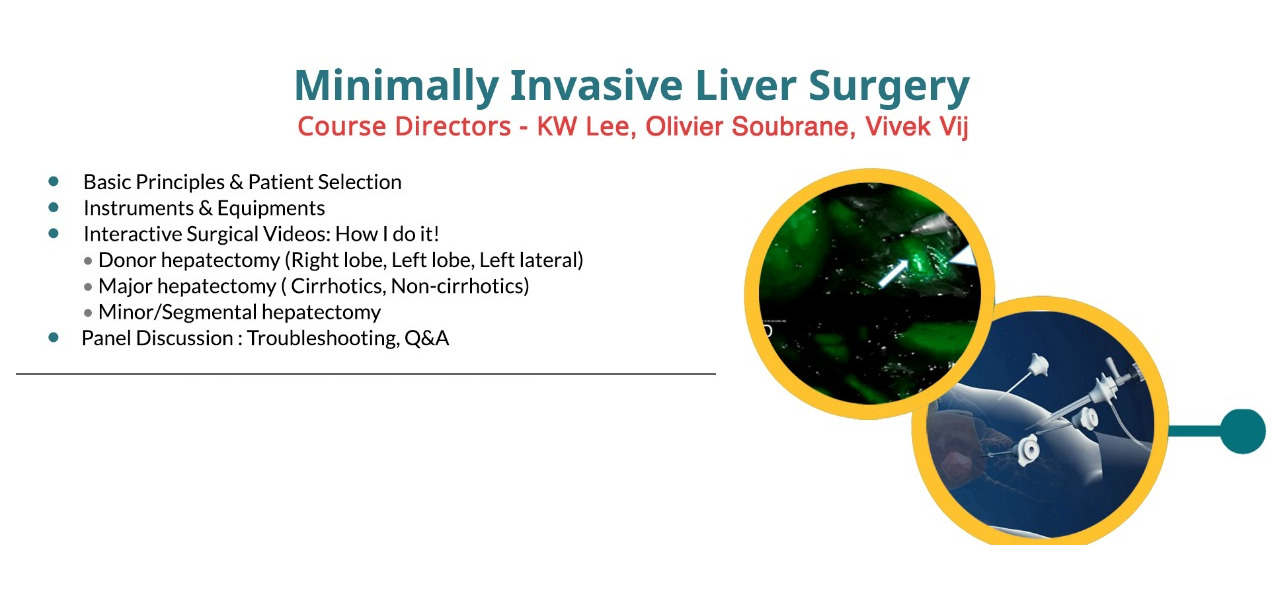 Minimally Invasive Liver Surgery
Course Directors - KW Lee, Olivier Soubrane, Vivek Vij
• Basic Principles & Patient Selection
• Instruments & Equipments
• Interactive Surgical Videos: How I do it!
• Donor hepatectomy (Right lobe, Left lobe, Left lateral)
• Major hepatectomy ( Cirrhotics, Non-cirrhotics)
• Minor/Segmental hepatectomy
• Panel Discussion : Troubleshooting, Q&A